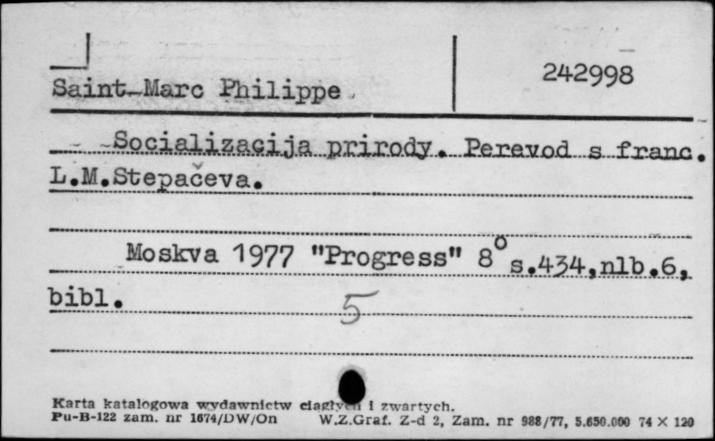 242998
Saint-Marc Philippe
Socializacija prirody. Perevod s franc.
L.M.Stepačeva.
Moskva 1977 "Progress" 8° s.434,nlb.6,
bibl.
5
Karta katalogowa wydawnictw ciągłych i zwartych.
Pu-B-122 zam. nr 1674/DW/On W.Z.Graf. Z-d 2, Zam. nr 988/77, 5.650.000 74 X 120